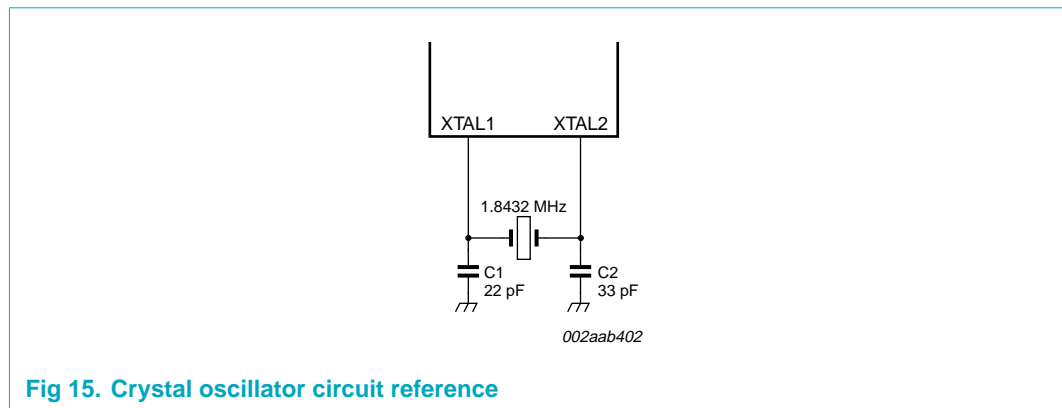 XTAL1 XTAL2
1.8432 MHz
C1 C2
22 pF 33 pF
002aab402
Fig 15. Crystal oscillator circuit reference